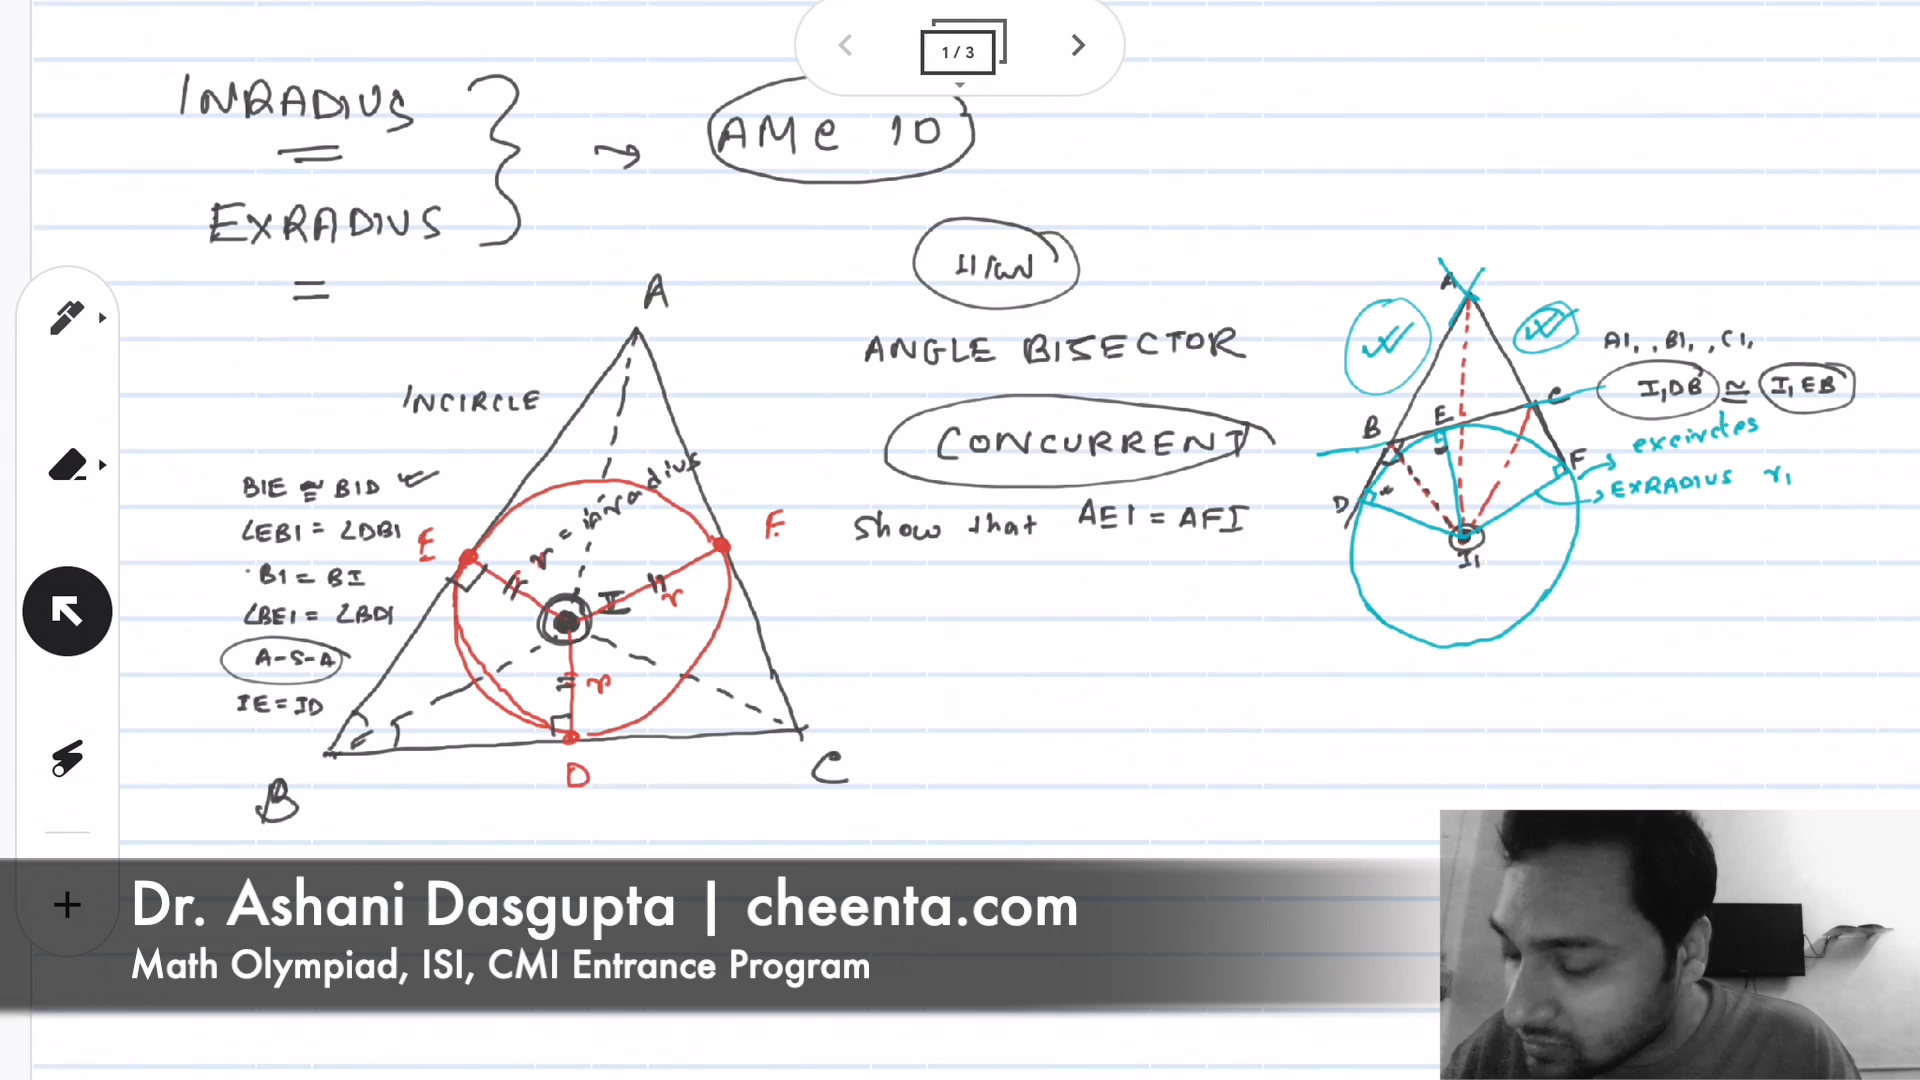 1 / 3
INRADIUS
EXRADIUS
AMC 10
ANGLE BISECTOR
CONCURRENT
show that AEI = AFI
INCIRCLE
A
B
C
D
E
F
I
r = inradius
r
r
BIE ≅ BID
∠EBI = ∠DBI
BI = BI
∠BEI = ∠BDI
A-S-A
IE = ID
A
B
E
C
D
F
I₁
AI₁, BI₁, CI₁
I₁DB ≅ I₁EB
excircles
EXRADIUS r₁
Dr. Ashani Dasgupta | cheenta.com
Math Olympiad, ISI, CMI Entrance Program